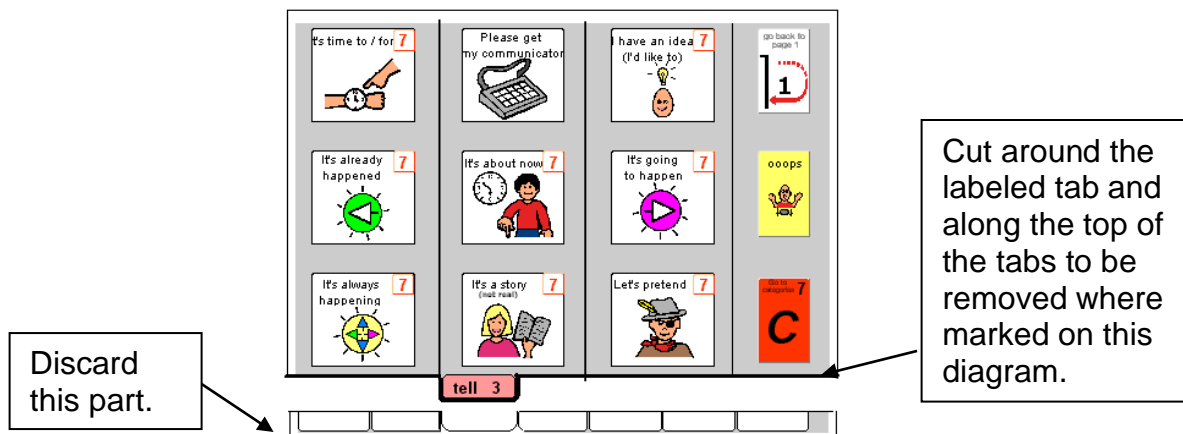 It's time to / for 7
Please get
my communicator
I have an idea 7
(I'd like to)
go back to
page 1
1
It's already 7
happened
It's about now 7
It's going 7
to happen
ooops
It's always 7
happening
It's a story 7
(not real)
Let's pretend 7
Go to
categories 7
C
tell 3
Cut around the
labeled tab and
along the top of
the tabs to be
removed where
marked on this
diagram.
Discard
this part.